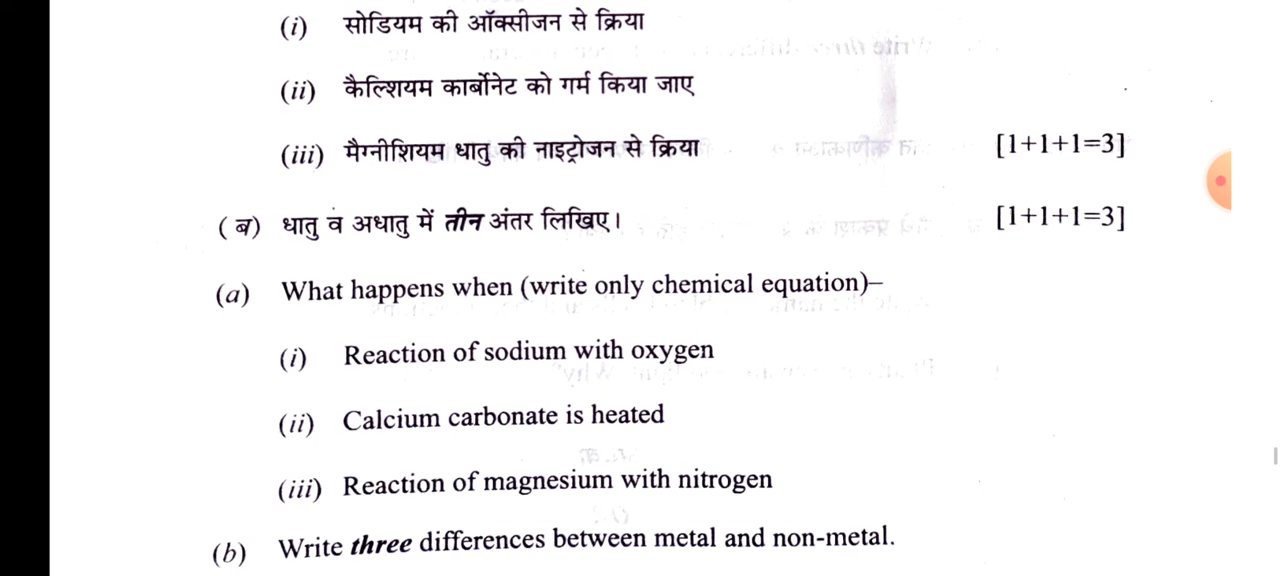 (i) सोडियम की ऑक्सीजन से क्रिया
(ii) कैल्शियम कार्बोनेट को गर्म किया जाए
(iii) मैग्नीशियम धातु की नाइट्रोजन से क्रिया [1+1+1=3]
(ब) धातु व अधातु में तीन अंतर लिखिए। [1+1+1=3]
(a) What happens when (write only chemical equation)–
(i) Reaction of sodium with oxygen
(ii) Calcium carbonate is heated
(iii) Reaction of magnesium with nitrogen
(b) Write three differences between metal and non-metal.